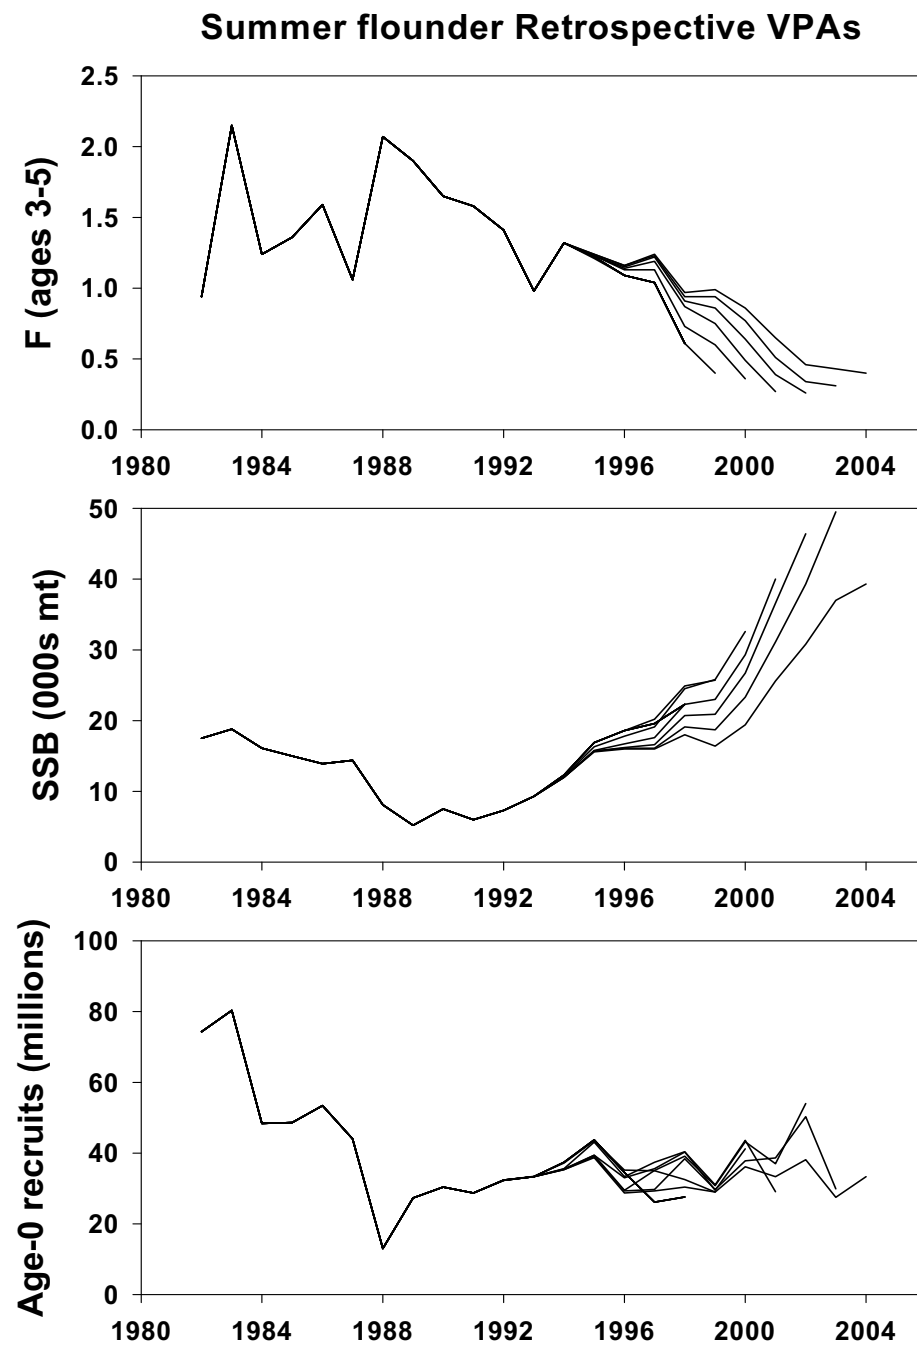 Summer flounder Retrospective VPAs
F (ages 3-5)
2.5
2.0
1.5
1.0
0.5
0.0
1980 1984 1988 1992 1996 2000 2004
SSB (000s mt)
50
40
30
20
10
0
1980 1984 1988 1992 1996 2000 2004
Age-0 recruits (millions)
100
80
60
40
20
0
1980 1984 1988 1992 1996 2000 2004